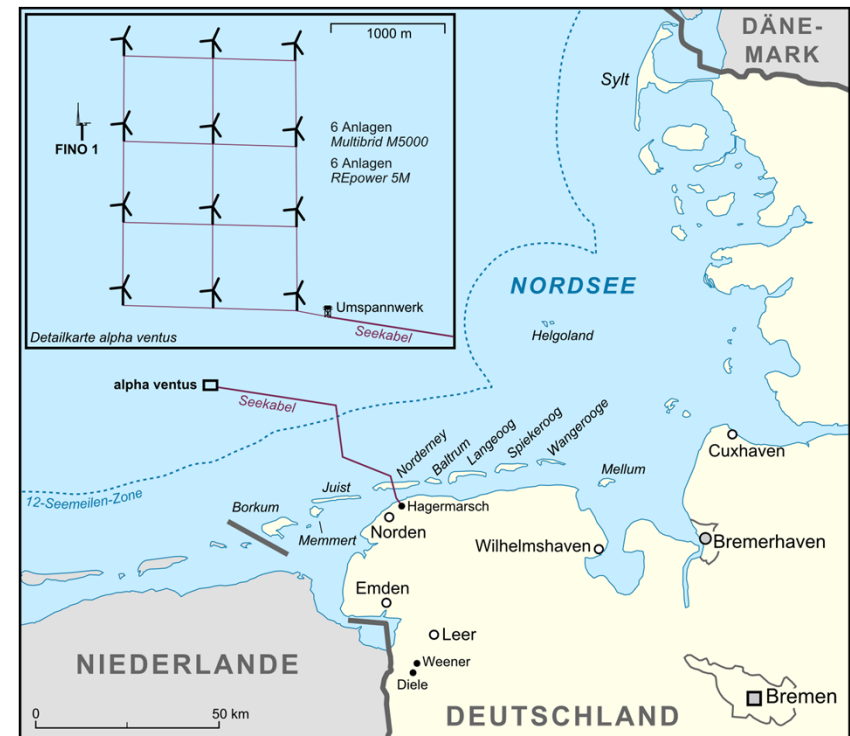 1000 m
FINO 1
6 Anlagen
Multibrid M5000
6 Anlagen
REpower 5M
Umspannwerk
Seekabel
Detailkarte alpha ventus
DÄNE-
MARK
Sylt
NORDSEE
Helgoland
alpha ventus
Seekabel
12-Seemeilen-Zone
Norderney
Baltrum
Langeoog
Spiekeroog
Wangerooge
Mellum
Cuxhaven
Juist
Borkum
Memmert
Hagermarsch
Norden
Wilhelmshaven
Bremerhaven
Emden
Leer
Weener
Diele
NIEDERLANDE
DEUTSCHLAND
Bremen
0 50 km